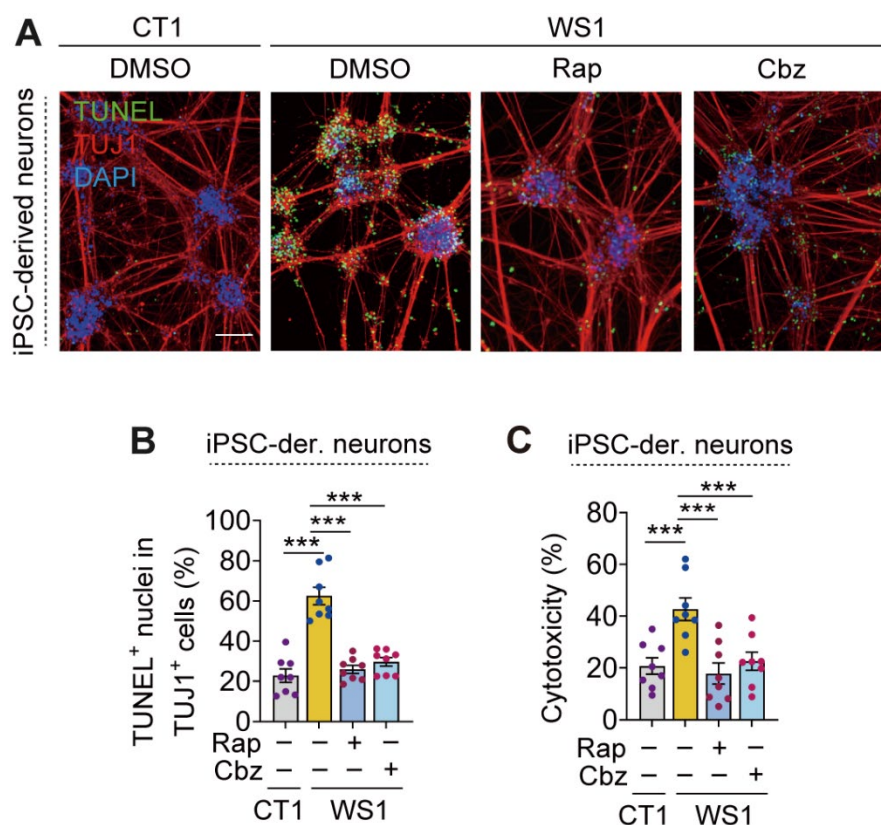 A
CT1 WS1
DMSO DMSO Rap Cbz
iPSC-derived neurons
TUNEL
TUJ1
DAPI
B iPSC-der. neurons
TUNEL⁺ nuclei in
TUJ1⁺ cells (%)
100
80
60
40
20
0
***
***
***
Rap − − + −
Cbz − − − +
CT1 WS1
C iPSC-der. neurons
Cytotoxicity (%)
80
60
40
20
0
***
***
***
Rap − − + −
Cbz − − − +
CT1 WS1